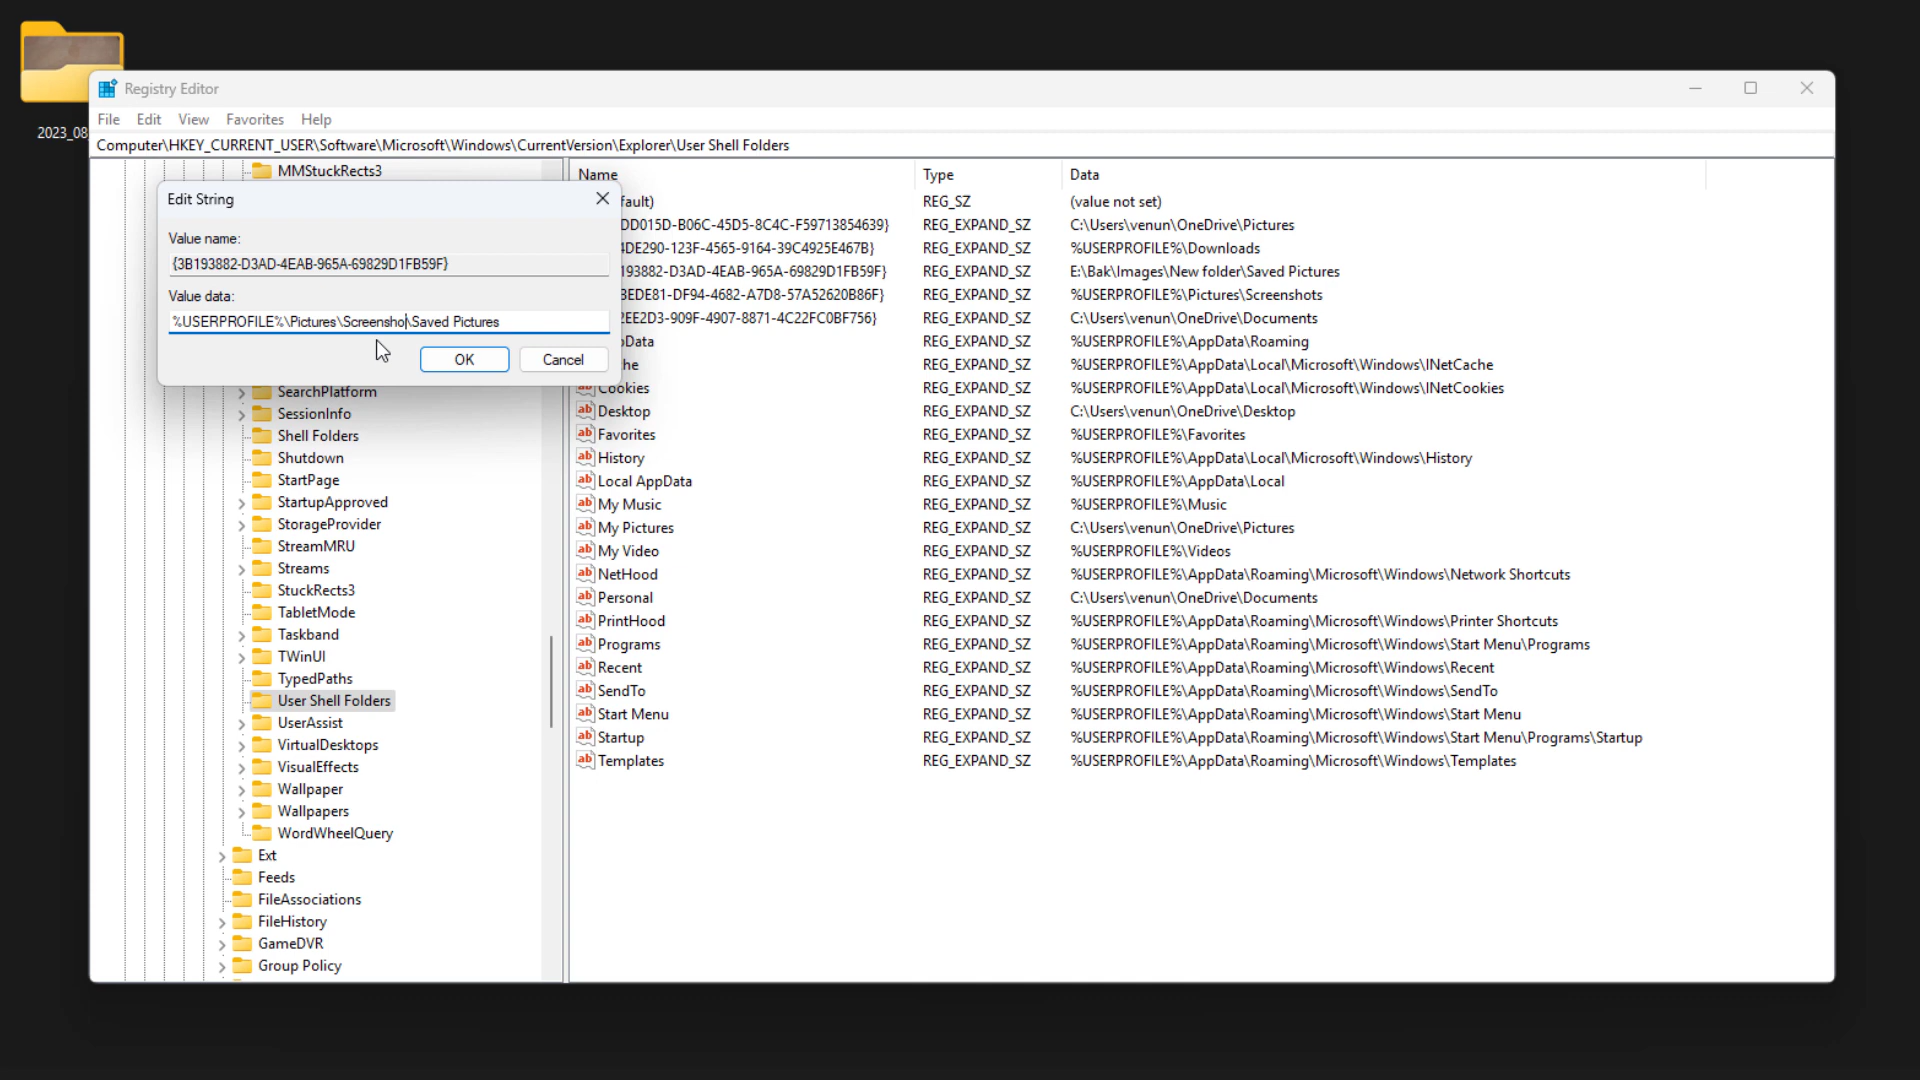 2023_08
Registry Editor
File Edit View Favorites Help
Computer\HKEY_CURRENT_USER\Software\Microsoft\Windows\CurrentVersion\Explorer\User Shell Folders
MMStuckRects3
Edit String
Value name:
{3B193882-D3AD-4EAB-965A-69829D1FB59F}
Value data:
%USERPROFILE%\Pictures\Screensho\Saved Pictures
OK Cancel
SearchPlatform
SessionInfo
Shell Folders
Shutdown
StartPage
StartupApproved
StorageProvider
StreamMRU
Streams
StuckRects3
TabletMode
Taskband
TWinUI
TypedPaths
User Shell Folders
UserAssist
VirtualDesktops
VisualEffects
Wallpaper
Wallpapers
WordWheelQuery
Ext
Feeds
FileAssociations
FileHistory
GameDVR
Group Policy
Name Type Data
fault) REG_SZ (value not set)
DD015D-B06C-45D5-8C4C-F59713854639} REG_EXPAND_SZ C:\Users\venun\OneDrive\Pictures
4DE290-123F-4565-9164-39C4925E467B} REG_EXPAND_SZ %USERPROFILE%\Downloads
193882-D3AD-4EAB-965A-69829D1FB59F} REG_EXPAND_SZ E:\Bak\Images\New folder\Saved Pictures
BEDE81-DF94-4682-A7D8-57A52620B86F} REG_EXPAND_SZ %USERPROFILE%\Pictures\Screenshots
2EE2D3-909F-4907-8871-4C22FC0BF756} REG_EXPAND_SZ C:\Users\venun\OneDrive\Documents
pData REG_EXPAND_SZ %USERPROFILE%\AppData\Roaming
he REG_EXPAND_SZ %USERPROFILE%\AppData\Local\Microsoft\Windows\INetCache
Cookies REG_EXPAND_SZ %USERPROFILE%\AppData\Local\Microsoft\Windows\INetCookies
Desktop REG_EXPAND_SZ C:\Users\venun\OneDrive\Desktop
Favorites REG_EXPAND_SZ %USERPROFILE%\Favorites
History REG_EXPAND_SZ %USERPROFILE%\AppData\Local\Microsoft\Windows\History
Local AppData REG_EXPAND_SZ %USERPROFILE%\AppData\Local
My Music REG_EXPAND_SZ %USERPROFILE%\Music
My Pictures REG_EXPAND_SZ C:\Users\venun\OneDrive\Pictures
My Video REG_EXPAND_SZ %USERPROFILE%\Videos
NetHood REG_EXPAND_SZ %USERPROFILE%\AppData\Roaming\Microsoft\Windows\Network Shortcuts
Personal REG_EXPAND_SZ C:\Users\venun\OneDrive\Documents
PrintHood REG_EXPAND_SZ %USERPROFILE%\AppData\Roaming\Microsoft\Windows\Printer Shortcuts
Programs REG_EXPAND_SZ %USERPROFILE%\AppData\Roaming\Microsoft\Windows\Start Menu\Programs
Recent REG_EXPAND_SZ %USERPROFILE%\AppData\Roaming\Microsoft\Windows\Recent
SendTo REG_EXPAND_SZ %USERPROFILE%\AppData\Roaming\Microsoft\Windows\SendTo
Start Menu REG_EXPAND_SZ %USERPROFILE%\AppData\Roaming\Microsoft\Windows\Start Menu
Startup REG_EXPAND_SZ %USERPROFILE%\AppData\Roaming\Microsoft\Windows\Start Menu\Programs\Startup
Templates REG_EXPAND_SZ %USERPROFILE%\AppData\Roaming\Microsoft\Windows\Templates